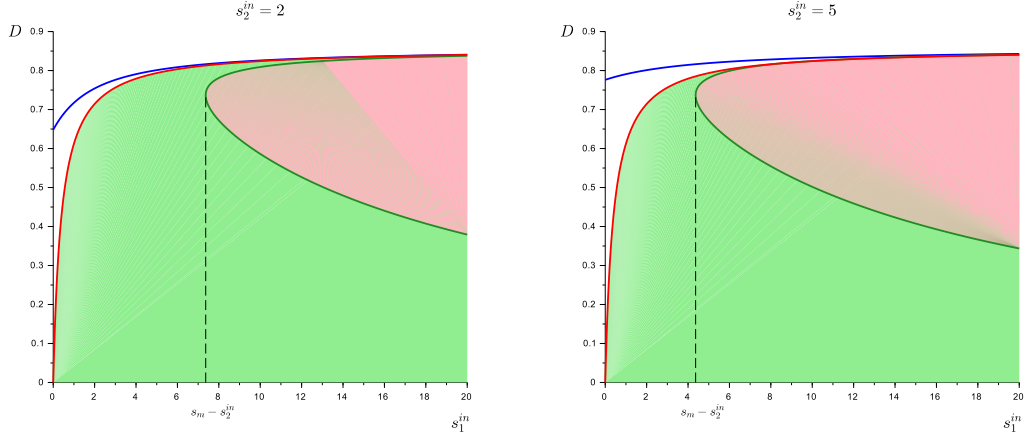 $s_2^{in} = 2$
D
0.9
0.8
0.7
0.6
0.5
0.4
0.3
0.2
0.1
0
0 2 4 6 8 10 12 14 16 18 20
$s_m - s_2^{in}$
$s_1^{in}$
$s_2^{in} = 5$
D
0.9
0.8
0.7
0.6
0.5
0.4
0.3
0.2
0.1
0
0 2 4 6 8 10 12 14 16 18 20
$s_m - s_2^{in}$
$s_1^{in}$